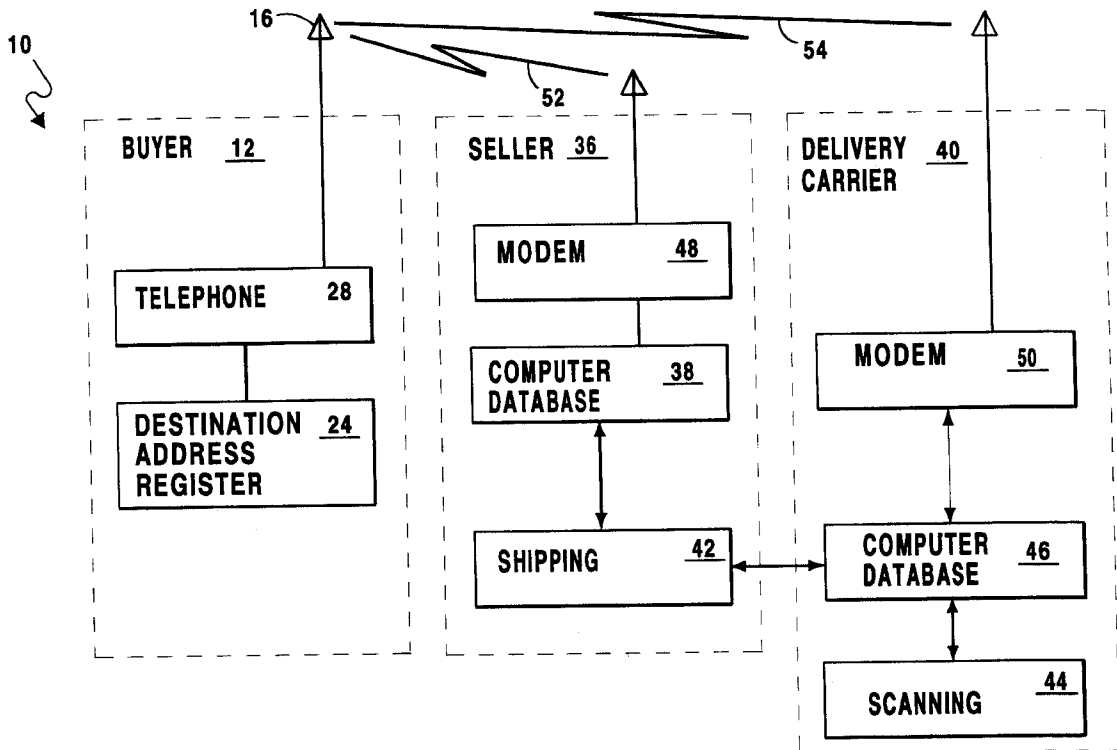 16
54
10
52
BUYER 12
SELLER 36
DELIVERY 40
CARRIER
MODEM 48
TELEPHONE 28
MODEM 50
COMPUTER 38
DATABASE
DESTINATION 24
ADDRESS
REGISTER
SHIPPING 42
COMPUTER 46
DATABASE
SCANNING 44